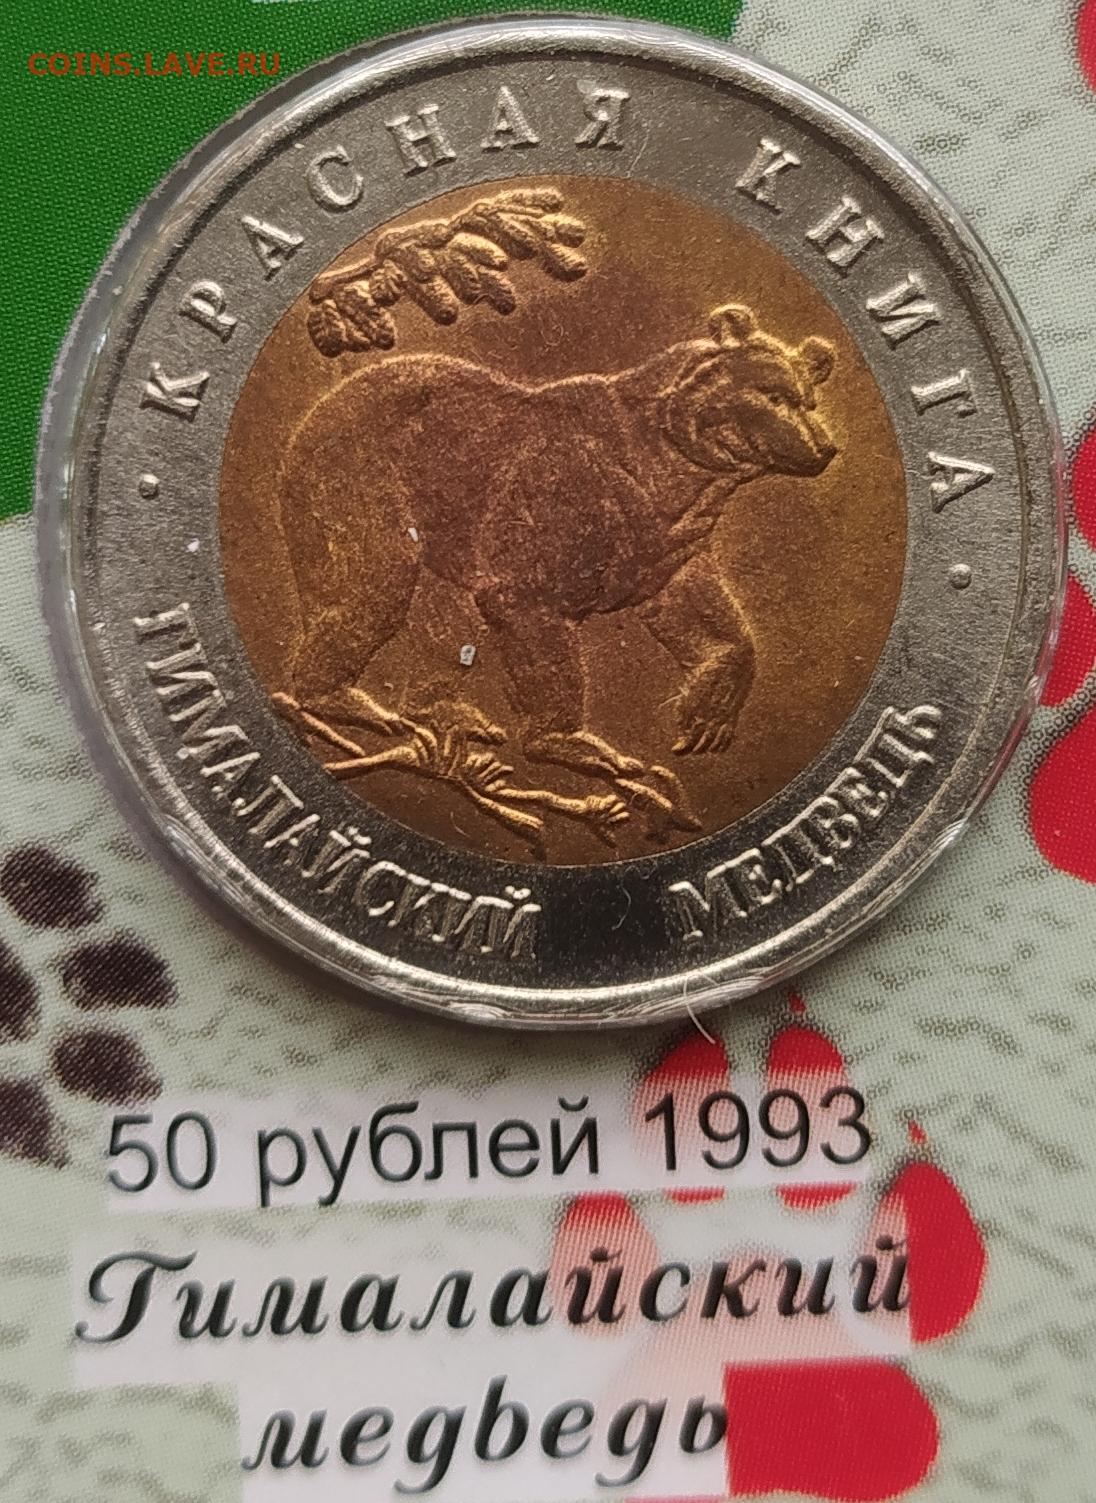 COINS.LAVE.RU
· КРАСНАЯ КНИГА ·
ГИМАЛАЙСКИЙ МЕДВЕДЬ
50 рублей 1993
Гималайский
медведь